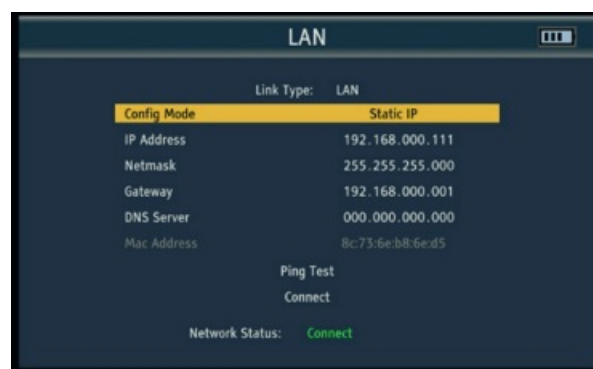 LAN
Link Type: LAN
Config Mode Static IP
IP Address 192.168.000.111
Netmask 255.255.255.000
Gateway 192.168.000.001
DNS Server 000.000.000.000
Mac Address 8c:73:6e:b8:6e:d5
Ping Test
Connect
Network Status: Connect